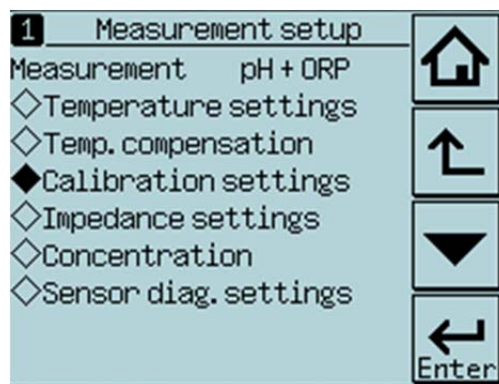 1 Measurement setup
Measurement pH + ORP
Temperature settings
Temp. compensation
Calibration settings
Impedance settings
Concentration
Sensor diag. settings
Enter